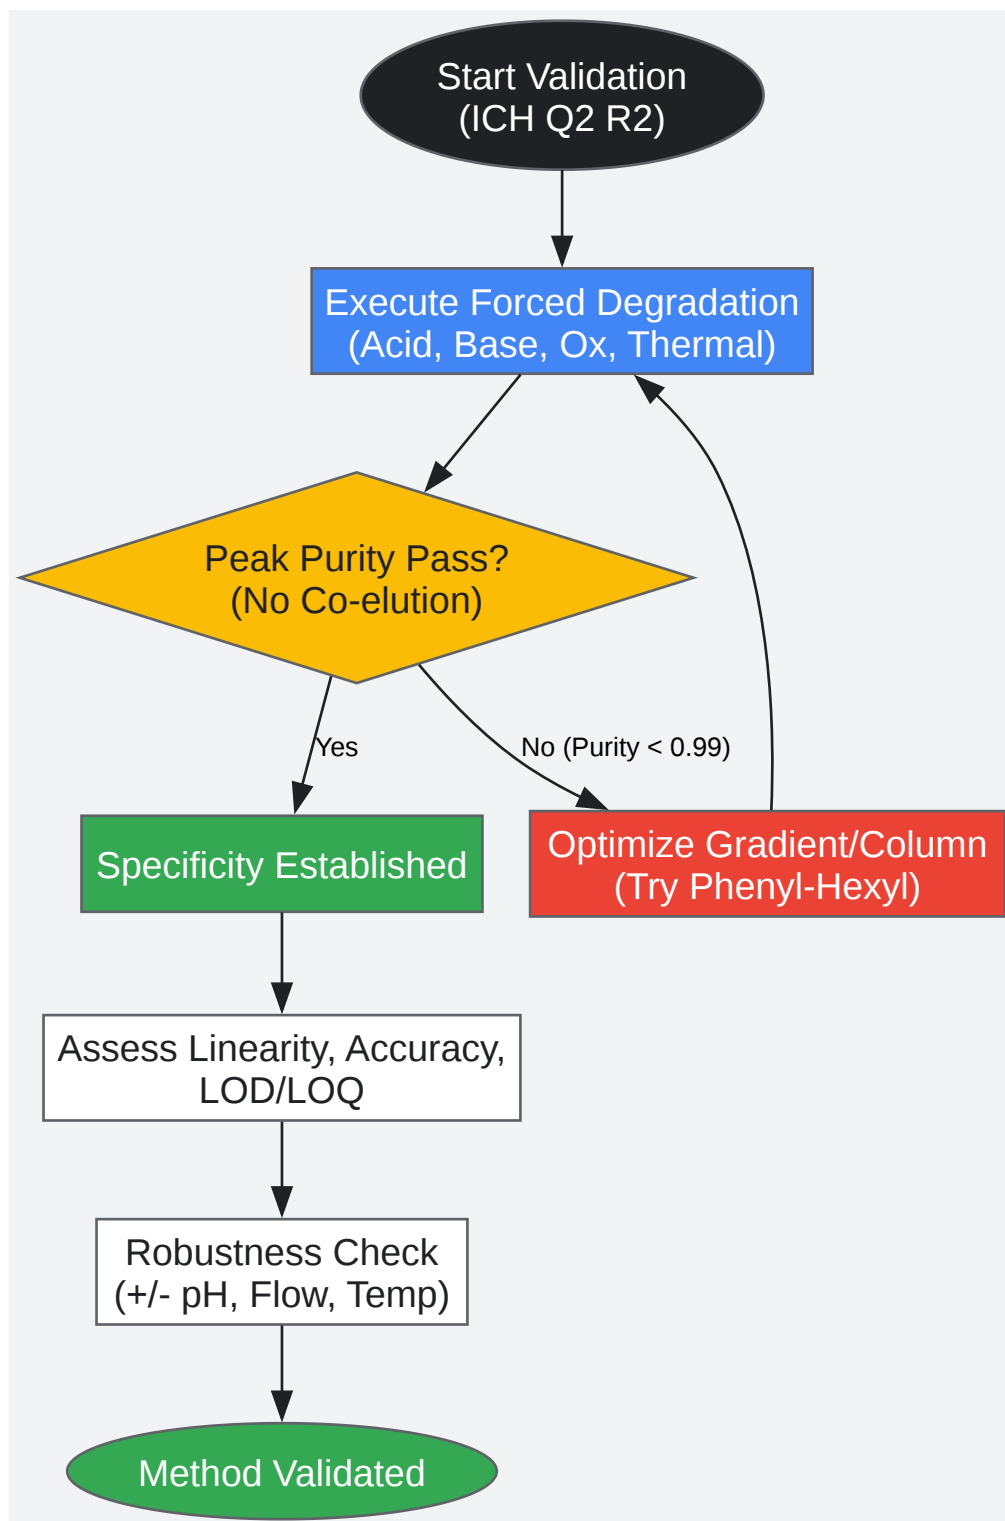 Start Validation
(ICH Q2 R2)
Execute Forced Degradation
(Acid, Base, Ox, Thermal)
Peak Purity Pass?
(No Co-elution)
Yes
No (Purity < 0.99)
Specificity Established
Optimize Gradient/Column
(Try Phenyl-Hexyl)
Assess Linearity, Accuracy,
LOD/LOQ
Robustness Check
(+/- pH, Flow, Temp)
Method Validated